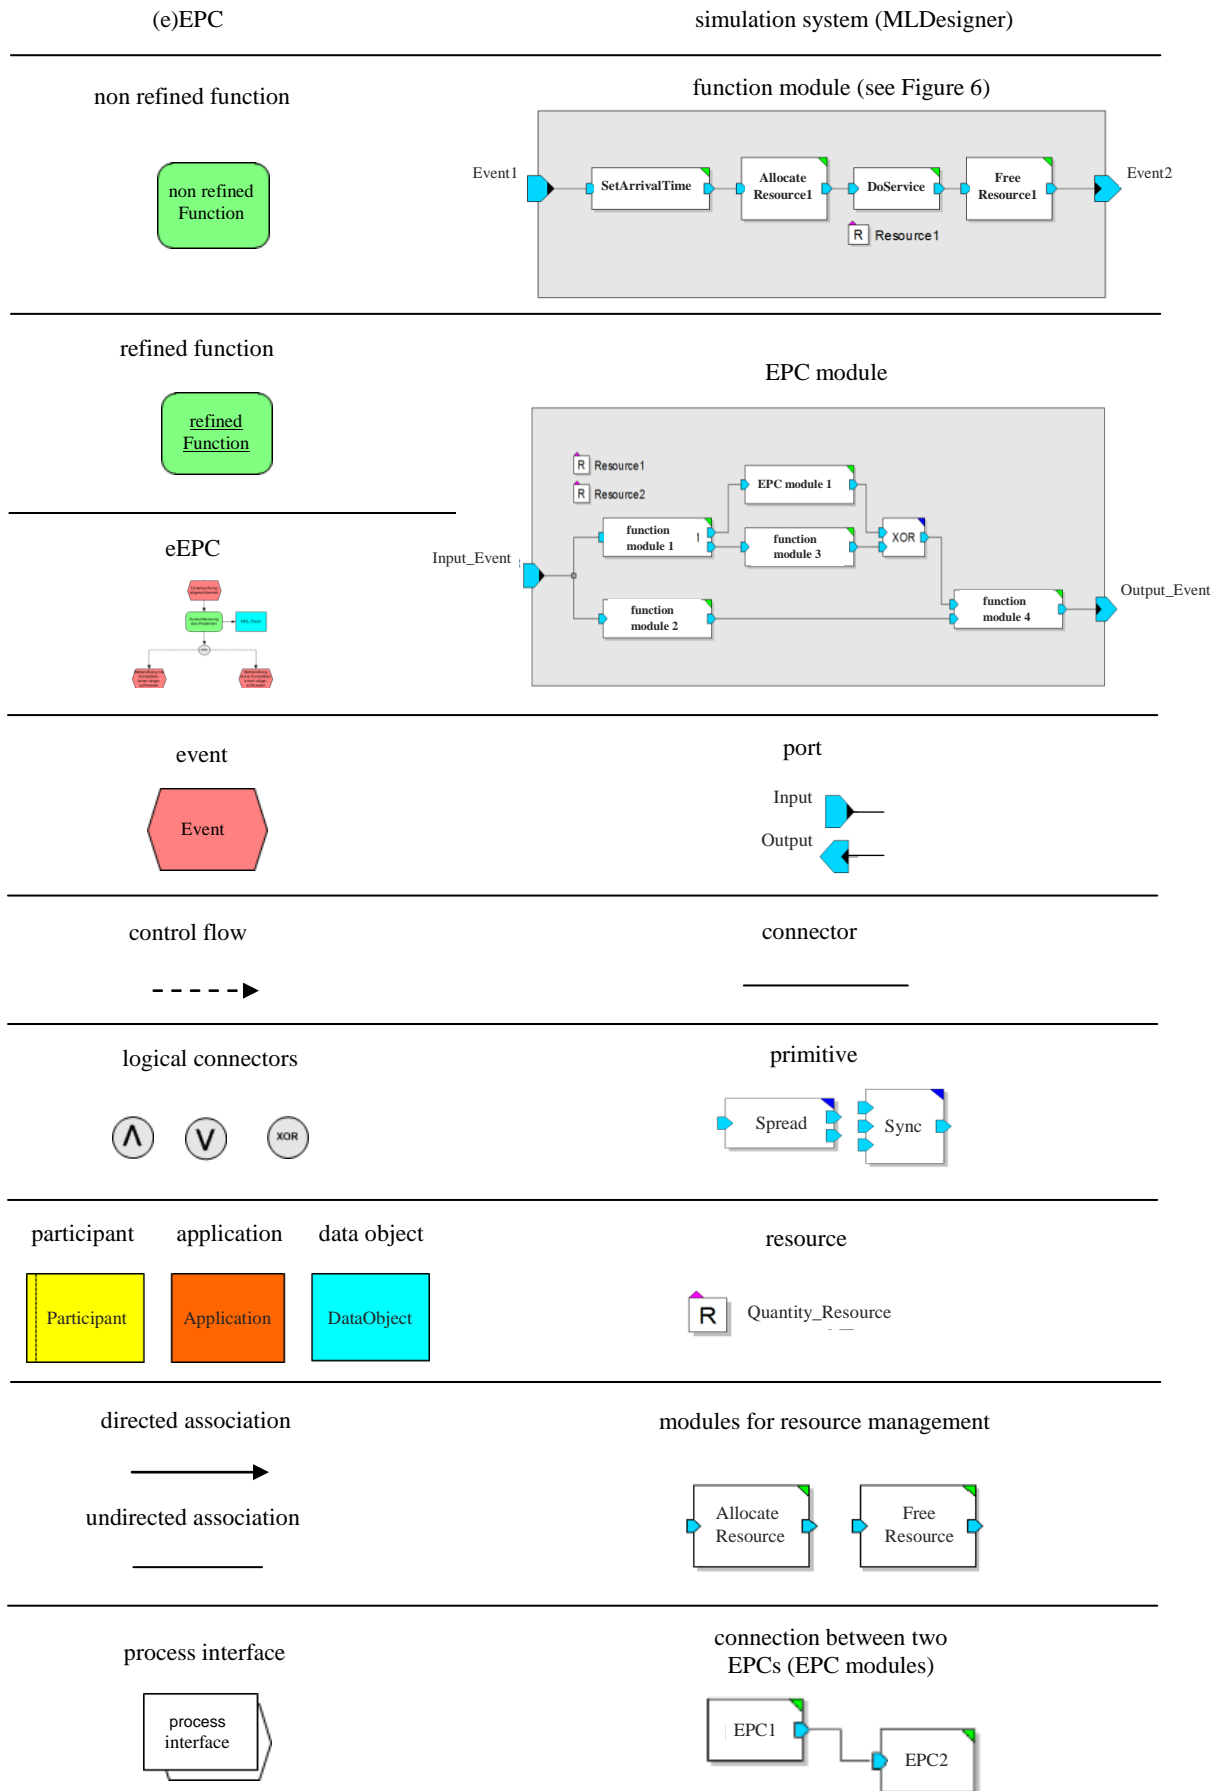 (e)EPC
simulation system (MLDesigner)
non refined function
function module (see Figure 6)
non refined
Function
Event1
SetArrivalTime
Allocate
Resource1
DoService
Free
Resource1
Event2
R Resource1
refined function
EPC module
refined
Function
R Resource1
R Resource2
EPC module 1
function
module 1
1
function
module 3
XOR
Input_Event
function
module 2
function
module 4
Output_Event
eEPC
event
port
Event
Input
Output
control flow
connector
logical connectors
primitive
Λ
V
XOR
Spread
Sync
participant
application
data object
resource
Participant
Application
DataObject
R
Quantity_Resource
directed association
modules for resource management
undirected association
Allocate
Resource
Free
Resource
process interface
connection between two
EPCs (EPC modules)
process
interface
EPC1
EPC2